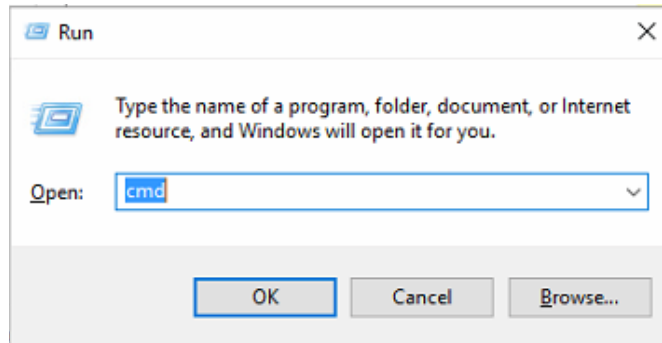 Run
Type the name of a program, folder, document, or Internet
resource, and Windows will open it for you.
Open: cmd
OK Cancel Browse...